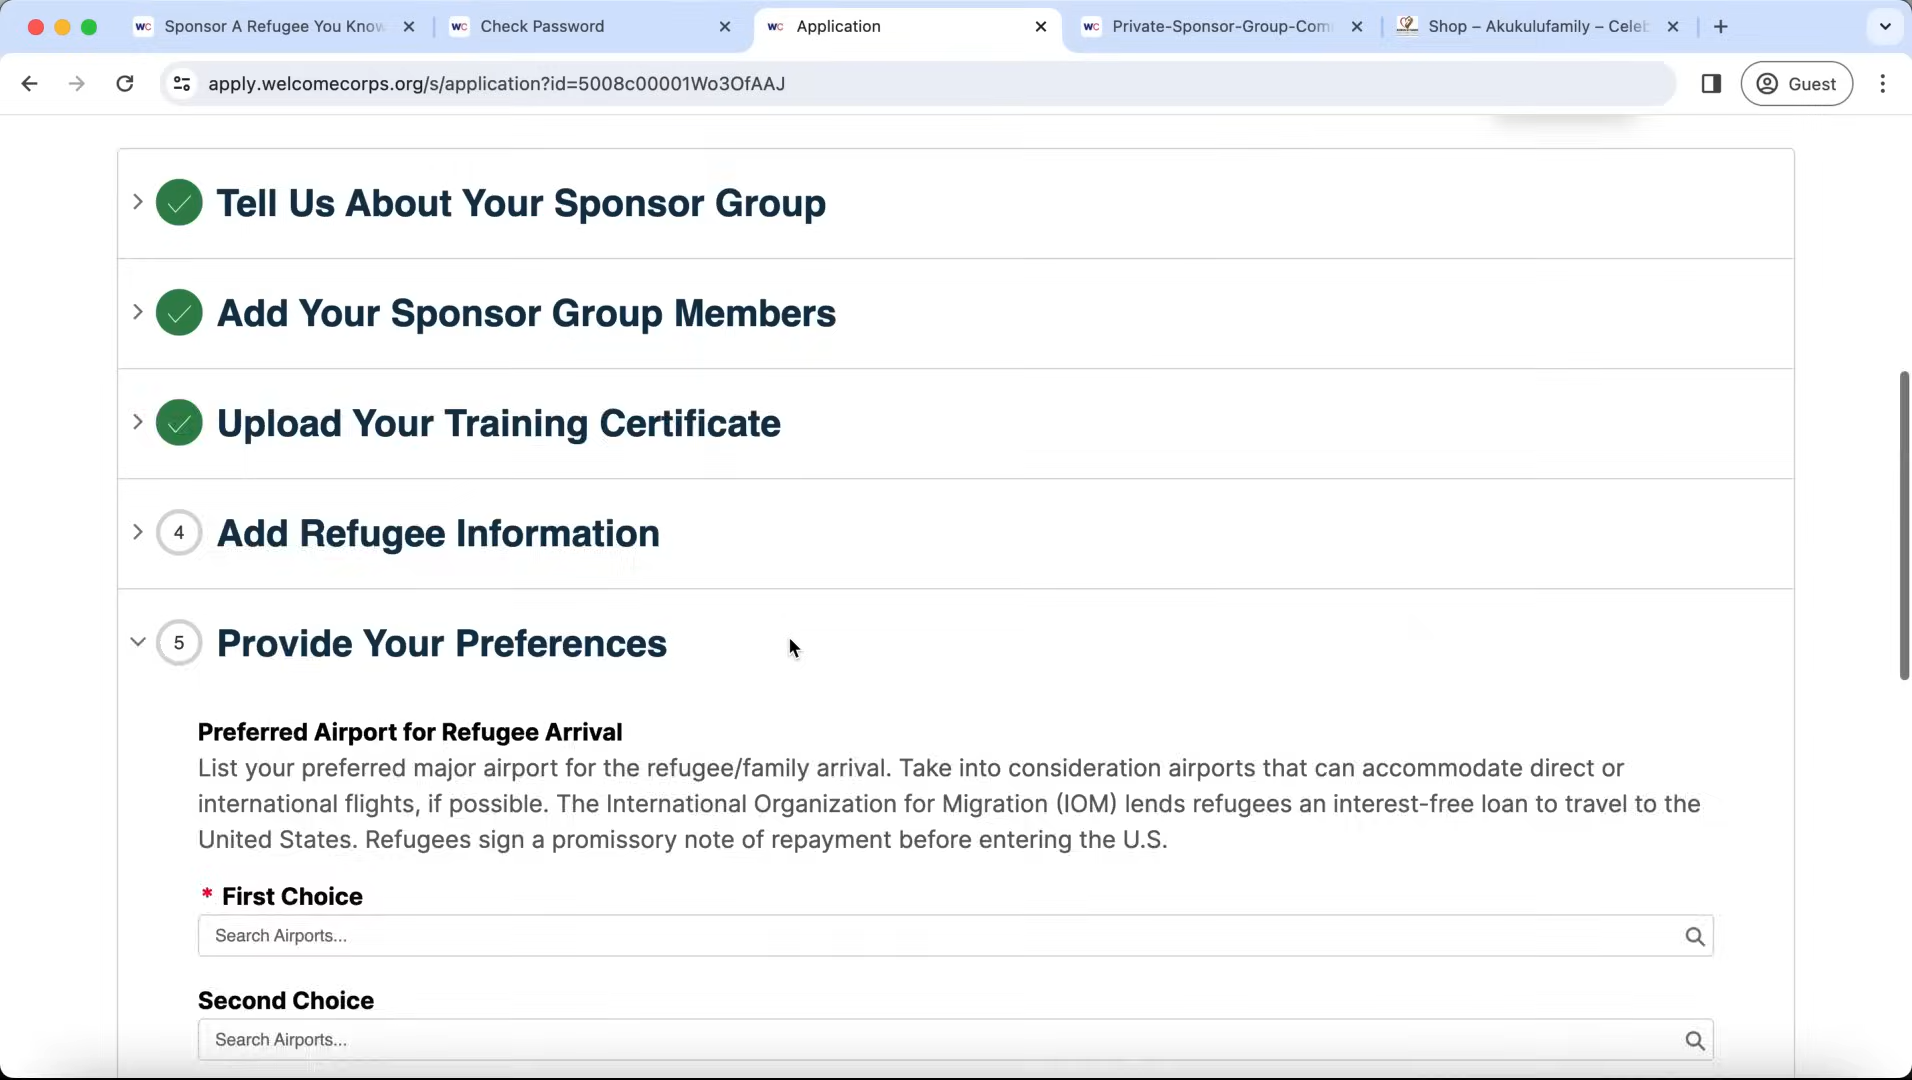 WC Sponsor A Refugee You Know
WC Check Password
WC Application
WC Private-Sponsor-Group-Com
Shop – Akukulufamily – Celeb
apply.welcomecorps.org/s/application?id=5008c00001Wo3OfAAJ
Guest
Tell Us About Your Sponsor Group
Add Your Sponsor Group Members
Upload Your Training Certificate
4 Add Refugee Information
5 Provide Your Preferences
Preferred Airport for Refugee Arrival
List your preferred major airport for the refugee/family arrival. Take into consideration airports that can accommodate direct or
international flights, if possible. The International Organization for Migration (IOM) lends refugees an interest-free loan to travel to the
United States. Refugees sign a promissory note of repayment before entering the U.S.
* First Choice
Search Airports...
Second Choice
Search Airports...